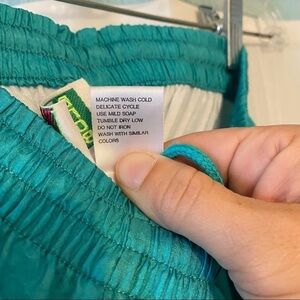 MACHINE WASH COLD
DELICATE CYCLE
USE MILD SOAP
TUMBLE DRY LOW
DO NOT IRON
WASH WITH SIMILAR
COLORS